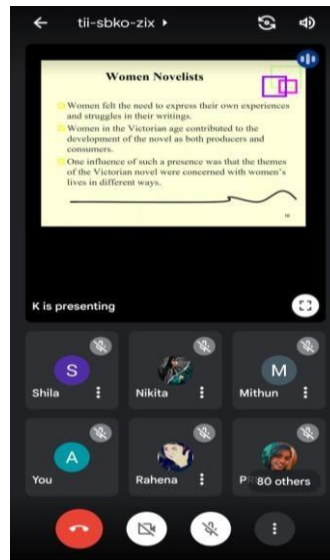 tii-sbko-zix
Women Novelists
Women felt the need to express their own experiences
and struggles in their writings.
Women in the Victorian age contributed to the
development of the novel as both producers and
consumers.
One influence of such a presence was that the themes
of the Victorian novel were concerned with women's
lives in different ways.
K is presenting
S
Shila
Nikita
M
Mithun
A
You
Rahena
80 others